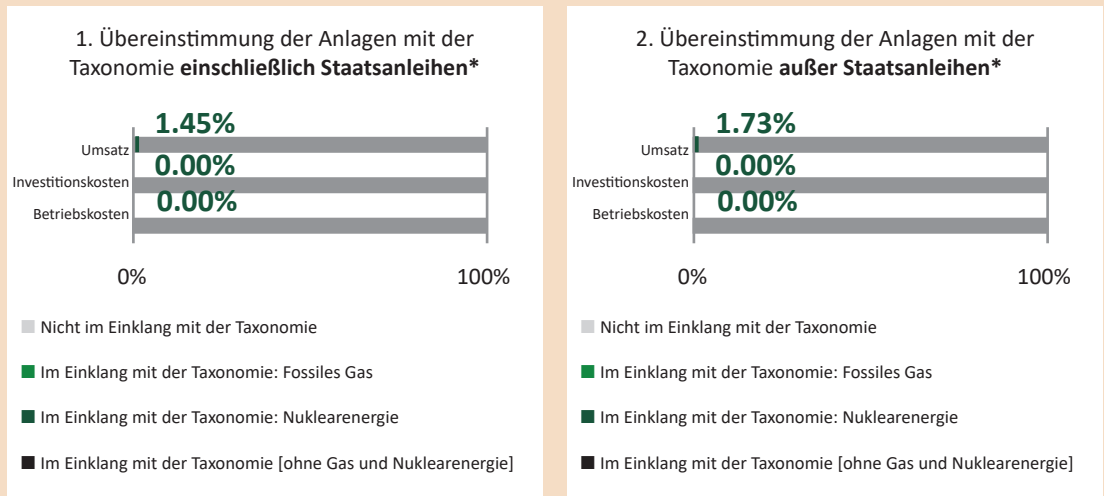 1. Übereinstimmung der Anlagen mit der
Taxonomie einschließlich Staatsanleihen*
1.45%
Umsatz
0.00%
Investitionskosten
0.00%
Betriebskosten
0%
100%
Nicht im Einklang mit der Taxonomie
Im Einklang mit der Taxonomie: Fossiles Gas
Im Einklang mit der Taxonomie: Nuklearenergie
Im Einklang mit der Taxonomie [ohne Gas und Nuklearenergie]
2. Übereinstimmung der Anlagen mit der
Taxonomie außer Staatsanleihen*
1.73%
Umsatz
0.00%
Investitionskosten
0.00%
Betriebskosten
0%
100%
Nicht im Einklang mit der Taxonomie
Im Einklang mit der Taxonomie: Fossiles Gas
Im Einklang mit der Taxonomie: Nuklearenergie
Im Einklang mit der Taxonomie [ohne Gas und Nuklearenergie]